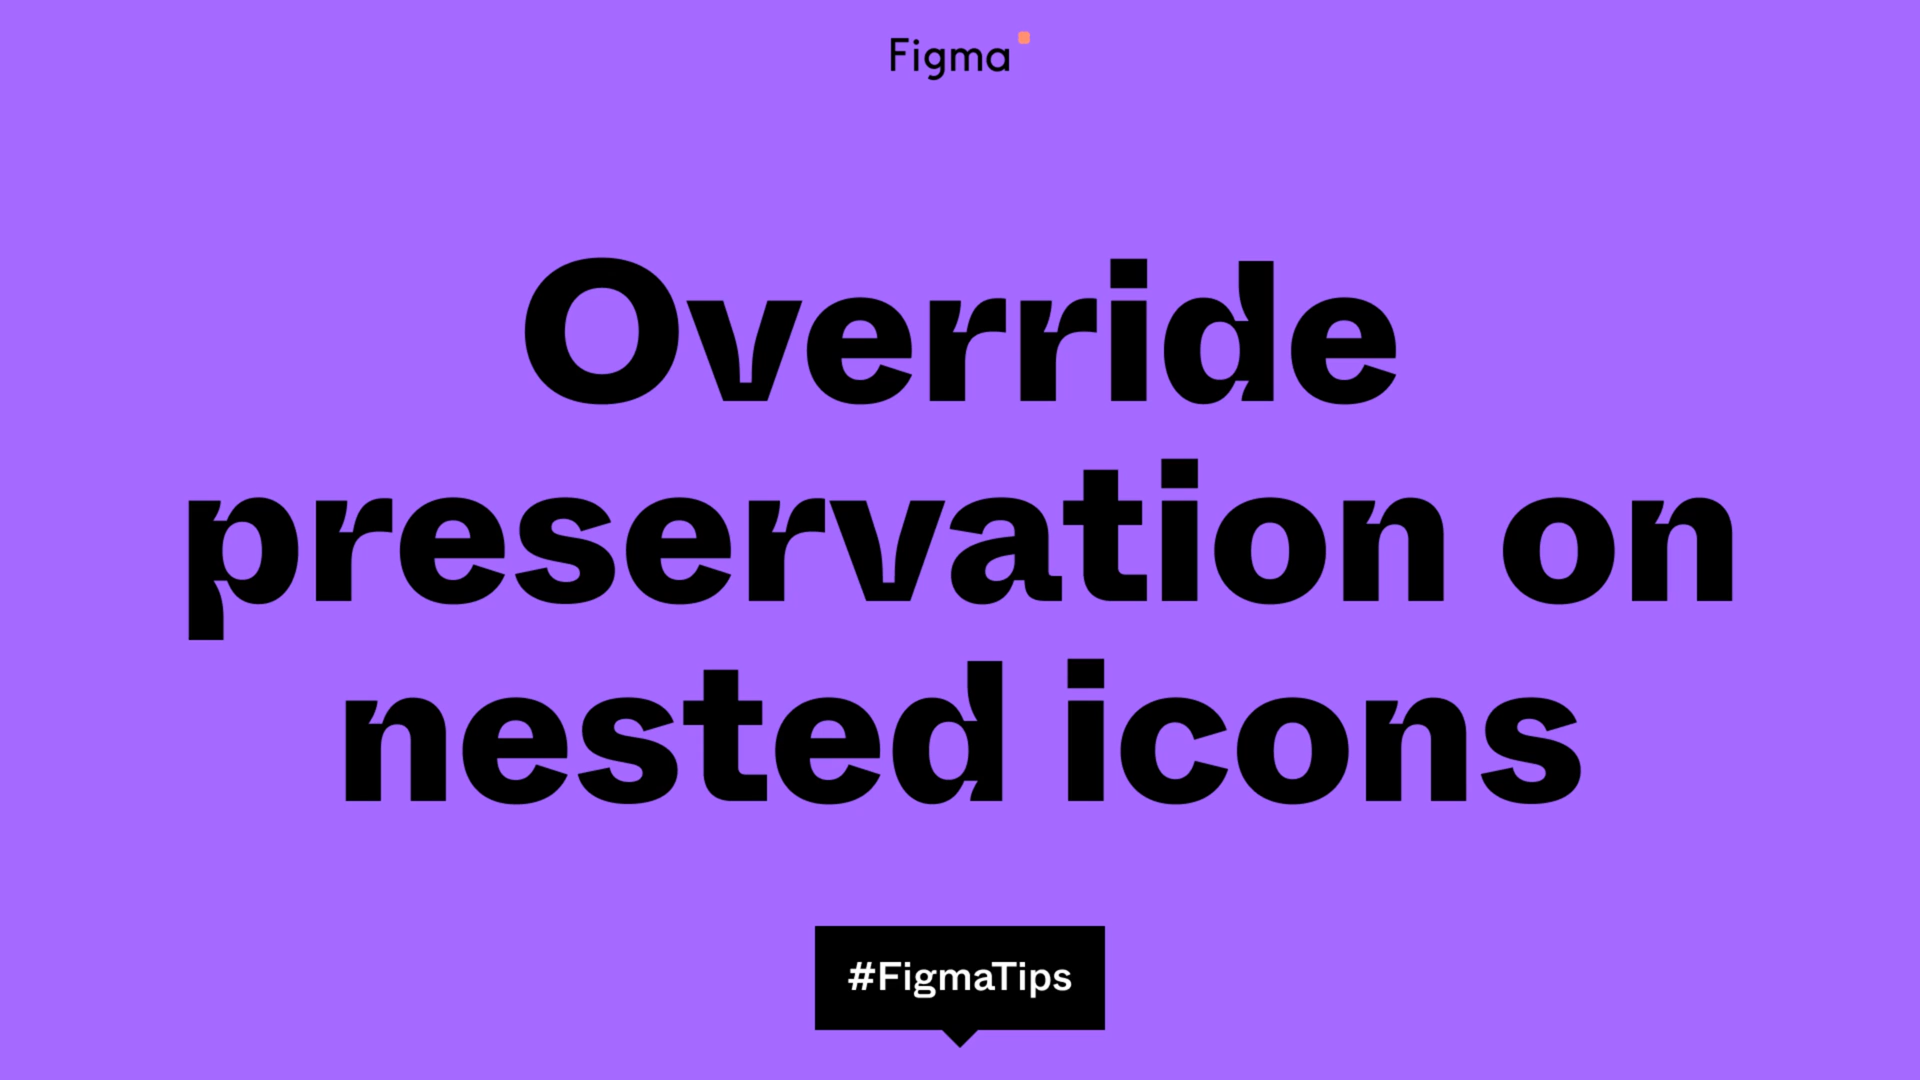 Figma
Override
preservation on
nested icons
#FigmaTips